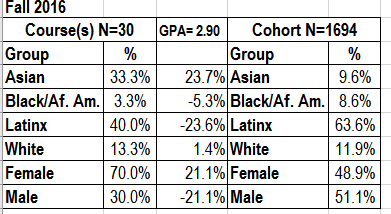 Fall 2016
Course(s) N=30 GPA= 2.90 Cohort N=1694
Group % Group %
Asian 33.3% 23.7% Asian 9.6%
Black/Af. Am. 3.3% -5.3% Black/Af. Am. 8.6%
Latinx 40.0% -23.6% Latinx 63.6%
White 13.3% 1.4% White 11.9%
Female 70.0% 21.1% Female 48.9%
Male 30.0% -21.1% Male 51.1%